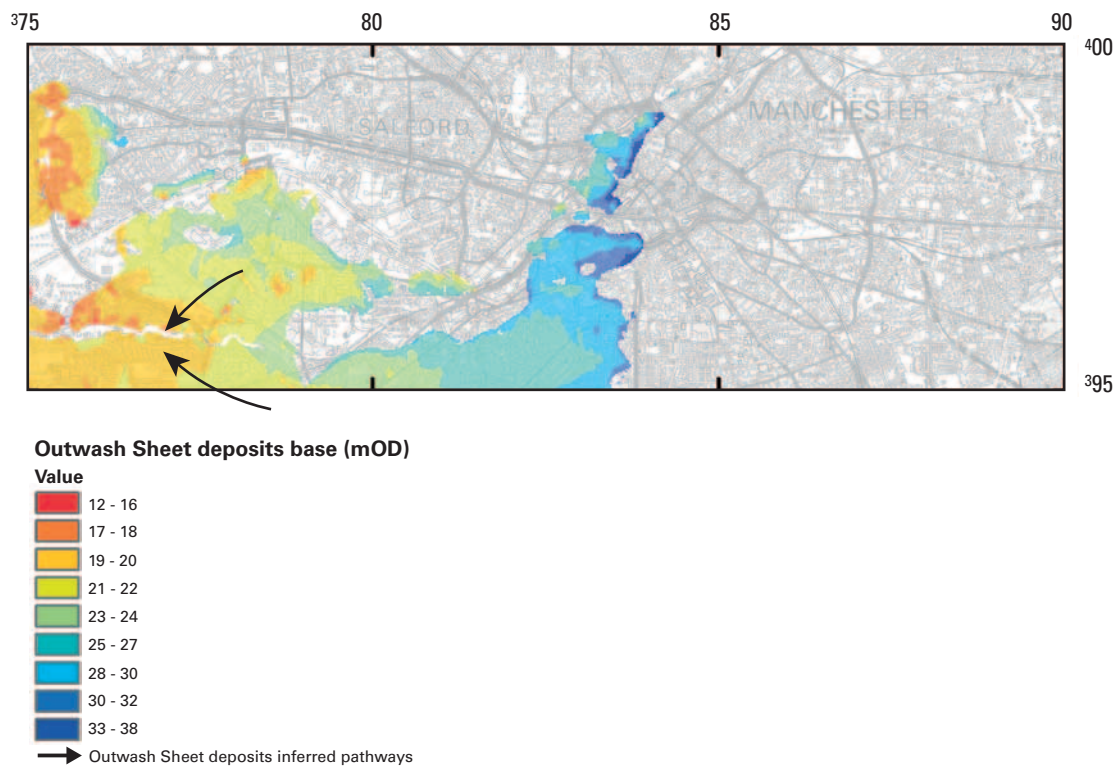 ³75 80 85 90
⁴00
SALFORD
MANCHESTER
³95
Outwash Sheet deposits base (mOD)
Value
12 - 16
17 - 18
19 - 20
21 - 22
23 - 24
25 - 27
28 - 30
30 - 32
33 - 38
Outwash Sheet deposits inferred pathways